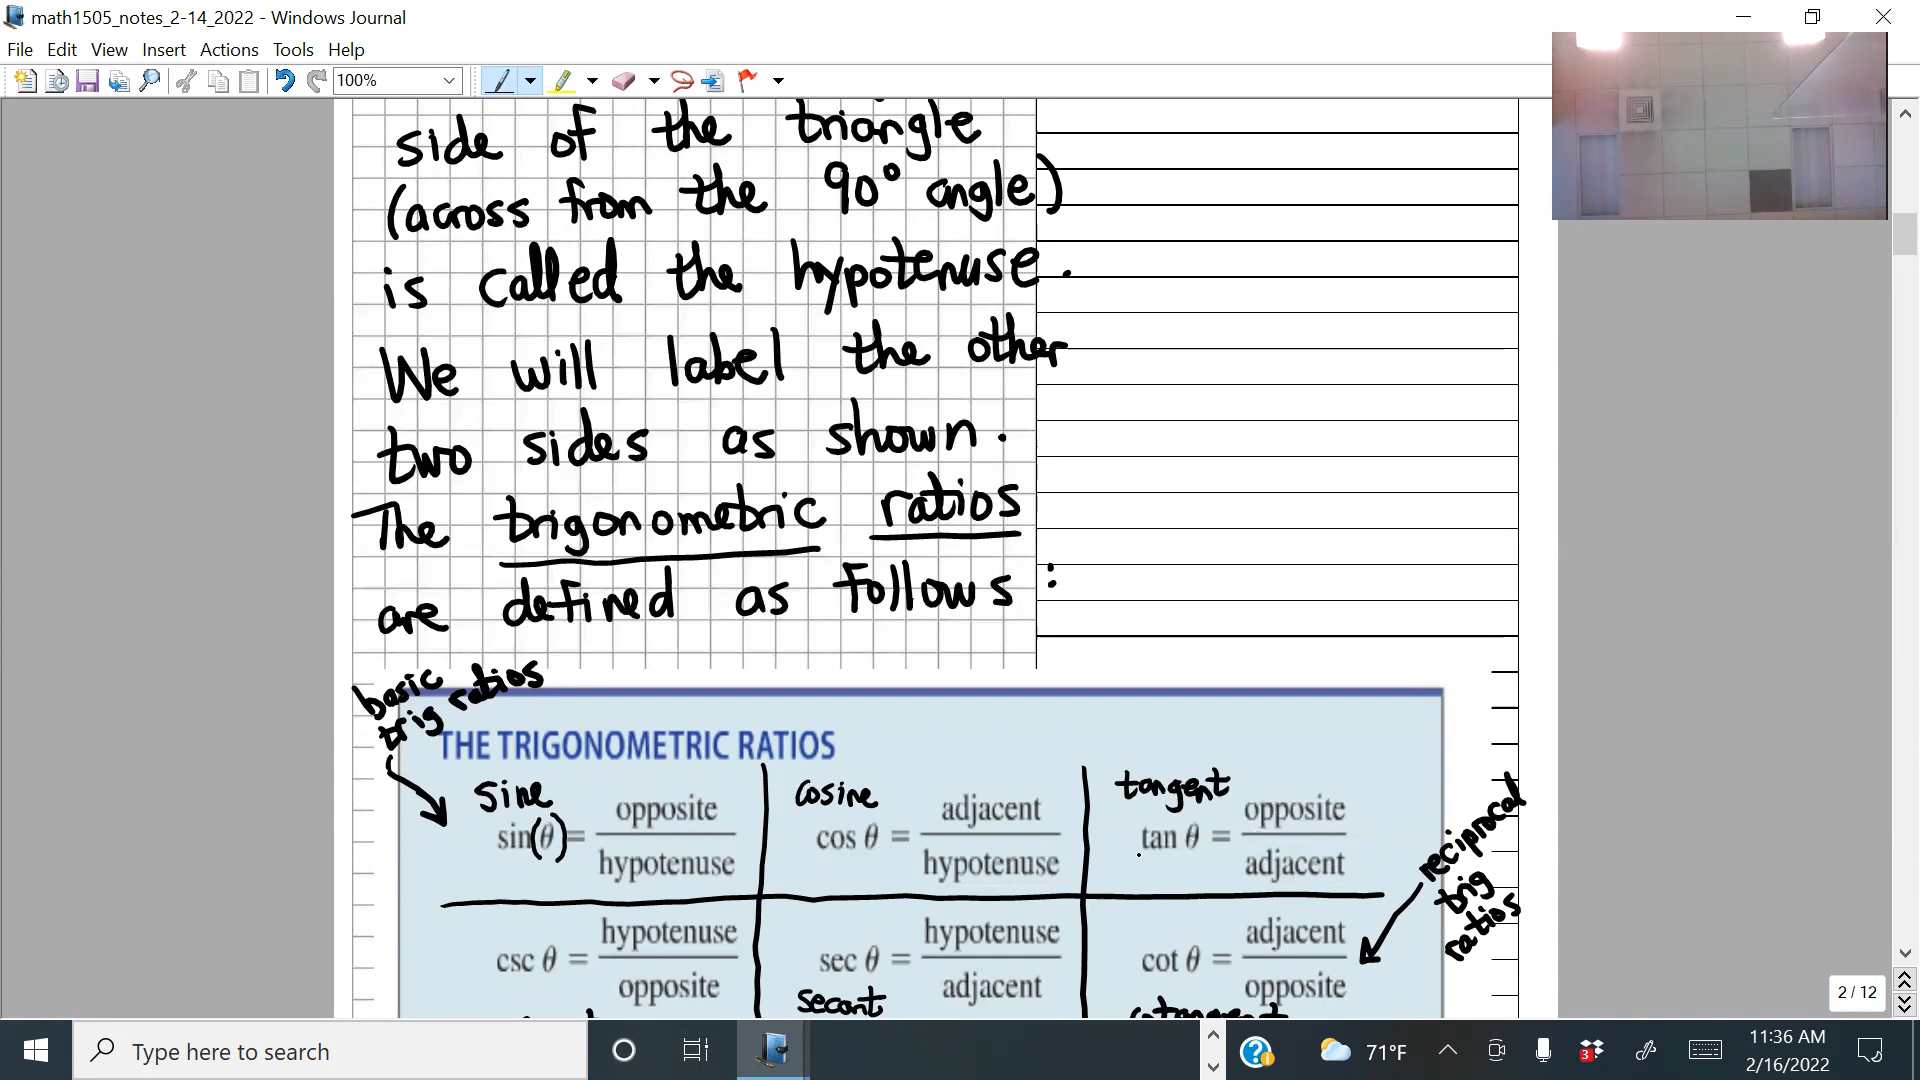 math1505_notes_2-14_2022 - Windows Journal
File Edit View Insert Actions Tools Help
100%
side of the triangle
(across from the 90° angle)
is called the hypotenuse.
We will label the other
two sides as shown.
The trigonometric ratios
are defined as follows:
basic
trig ratios
THE TRIGONOMETRIC RATIOS
sine
sin(θ) = opposite / hypotenuse
cosine
cos θ = adjacent / hypotenuse
tangent
tan θ = opposite / adjacent
reciprocal
trig
ratios
csc θ = hypotenuse / opposite
sec θ = hypotenuse / adjacent
secant
cot θ = adjacent / opposite
cotangent
2 / 12
Type here to search
71°F
3
11:36 AM
2/16/2022